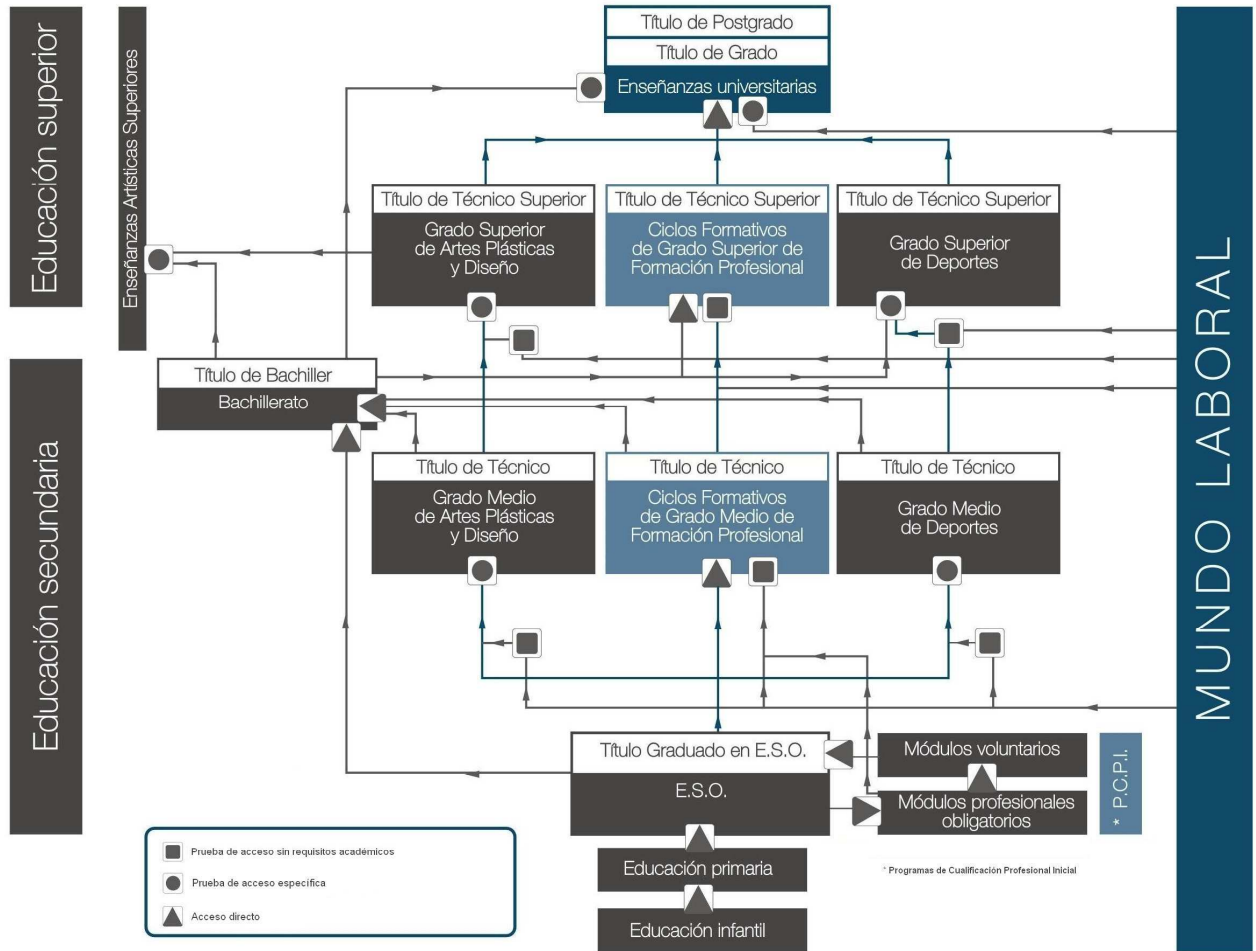 Educación superior
Enseñanzas Artísticas Superiores
Título de Postgrado
Título de Grado
Enseñanzas universitarias
Título de Técnico Superior
Grado Superior
de Artes Plásticas
y Diseño
Título de Técnico Superior
Ciclos Formativos
de Grado Superior de
Formación Profesional
Título de Técnico Superior
Grado Superior
de Deportes
MUNDO LABORAL
Educación secundaria
Título de Bachiller
Bachillerato
Título de Técnico
Grado Medio
de Artes Plásticas
y Diseño
Título de Técnico
Ciclos Formativos
de Grado Medio de
Formación Profesional
Título de Técnico
Grado Medio
de Deportes
Título Graduado en E.S.O.
E.S.O.
Módulos voluntarios
Módulos profesionales
obligatorios
* P.C.P.I.
Educación primaria
Educación infantil
* Programas de Cualificación Profesional Inicial
Prueba de acceso sin requisitos académicos
Prueba de acceso específica
Acceso directo